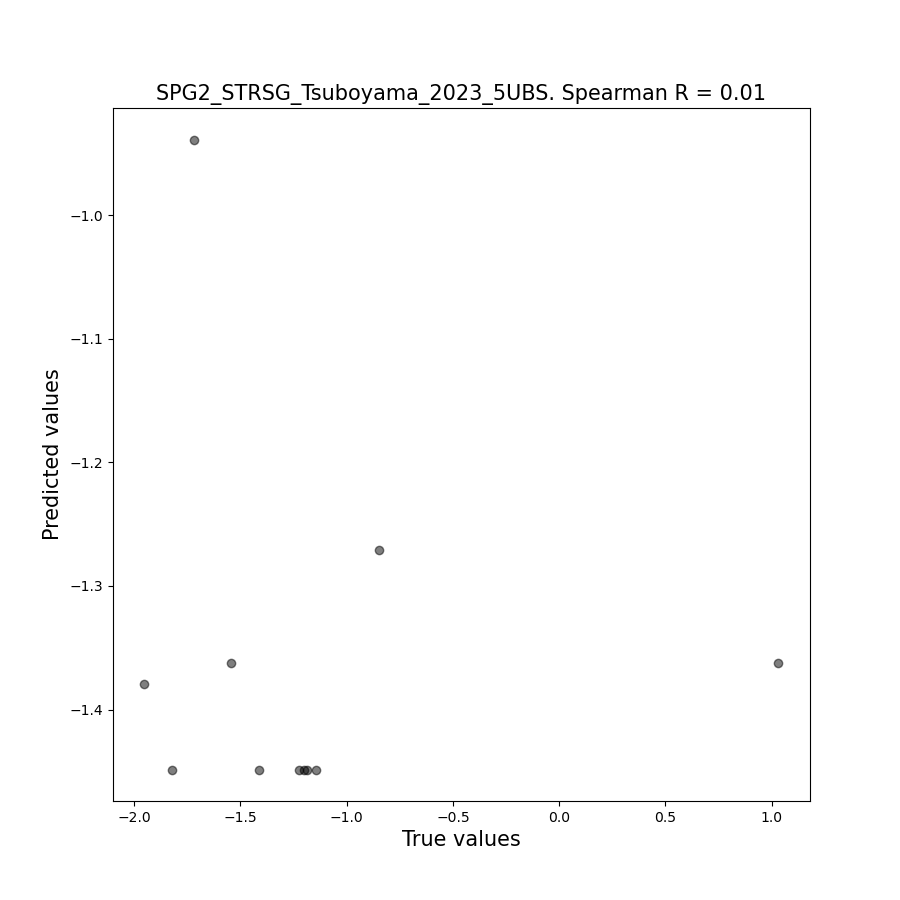 SPG2_STRSG_Tsuboyama_2023_5UBS. Spearman R = 0.01
Predicted values
−1.0
−1.1
−1.2
−1.3
−1.4
−2.0 −1.5 −1.0 −0.5 0.0 0.5 1.0
True values